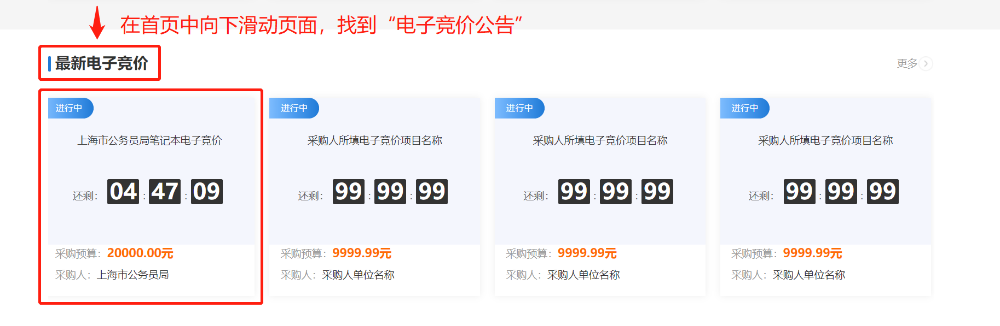 在首页中向下滑动页面，找到“电子竞价公告”
最新电子竞价
更多
进行中
上海市公务员局笔记本电子竞价
还剩： 04 : 47 : 09
采购预算：20000.00元
采购人：上海市公务员局
进行中
采购人所填电子竞价项目名称
还剩： 99 : 99 : 99
采购预算：9999.99元
采购人：采购人单位名称
进行中
采购人所填电子竞价项目名称
还剩： 99 : 99 : 99
采购预算：9999.99元
采购人：采购人单位名称
进行中
采购人所填电子竞价项目名称
还剩： 99 : 99 : 99
采购预算：9999.99元
采购人：采购人单位名称